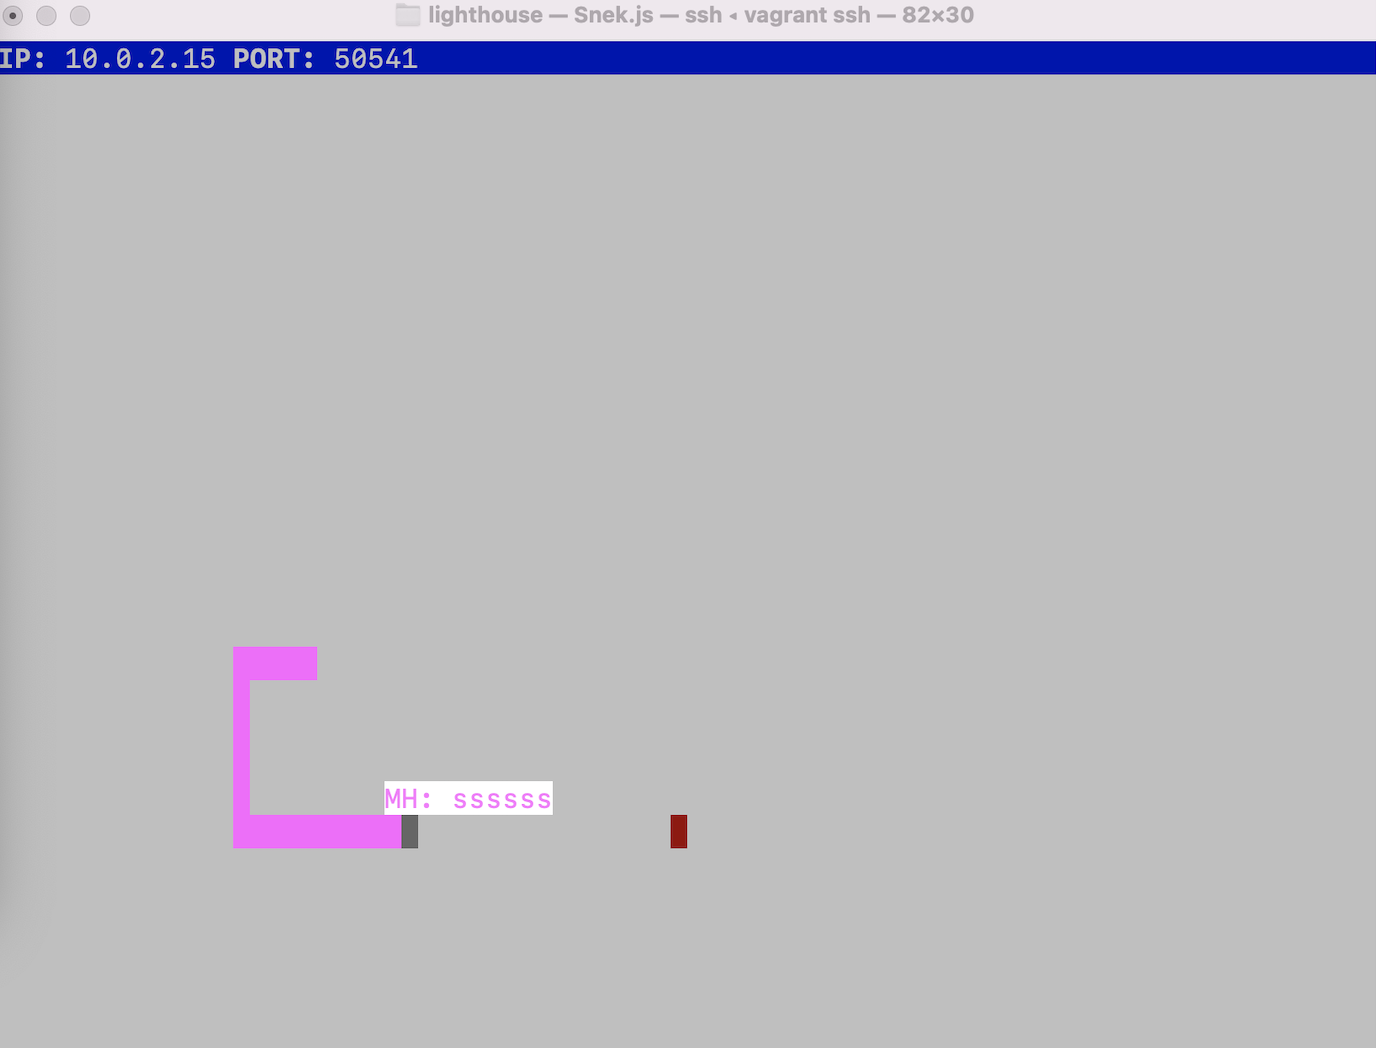 lighthouse — Snek.js — ssh ◂ vagrant ssh — 82×30
IP: 10.0.2.15 PORT: 50541
MH: ssssss